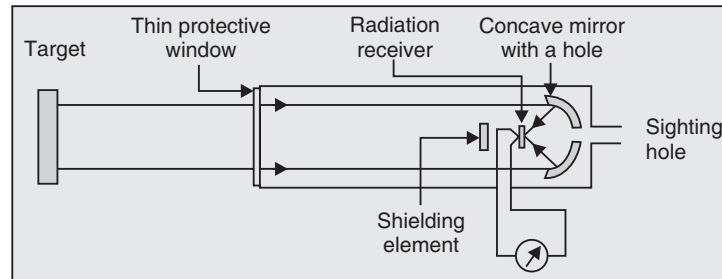 Target
Thin protective
window
Radiation
receiver
Concave mirror
with a hole
Sighting
hole
Shielding
element